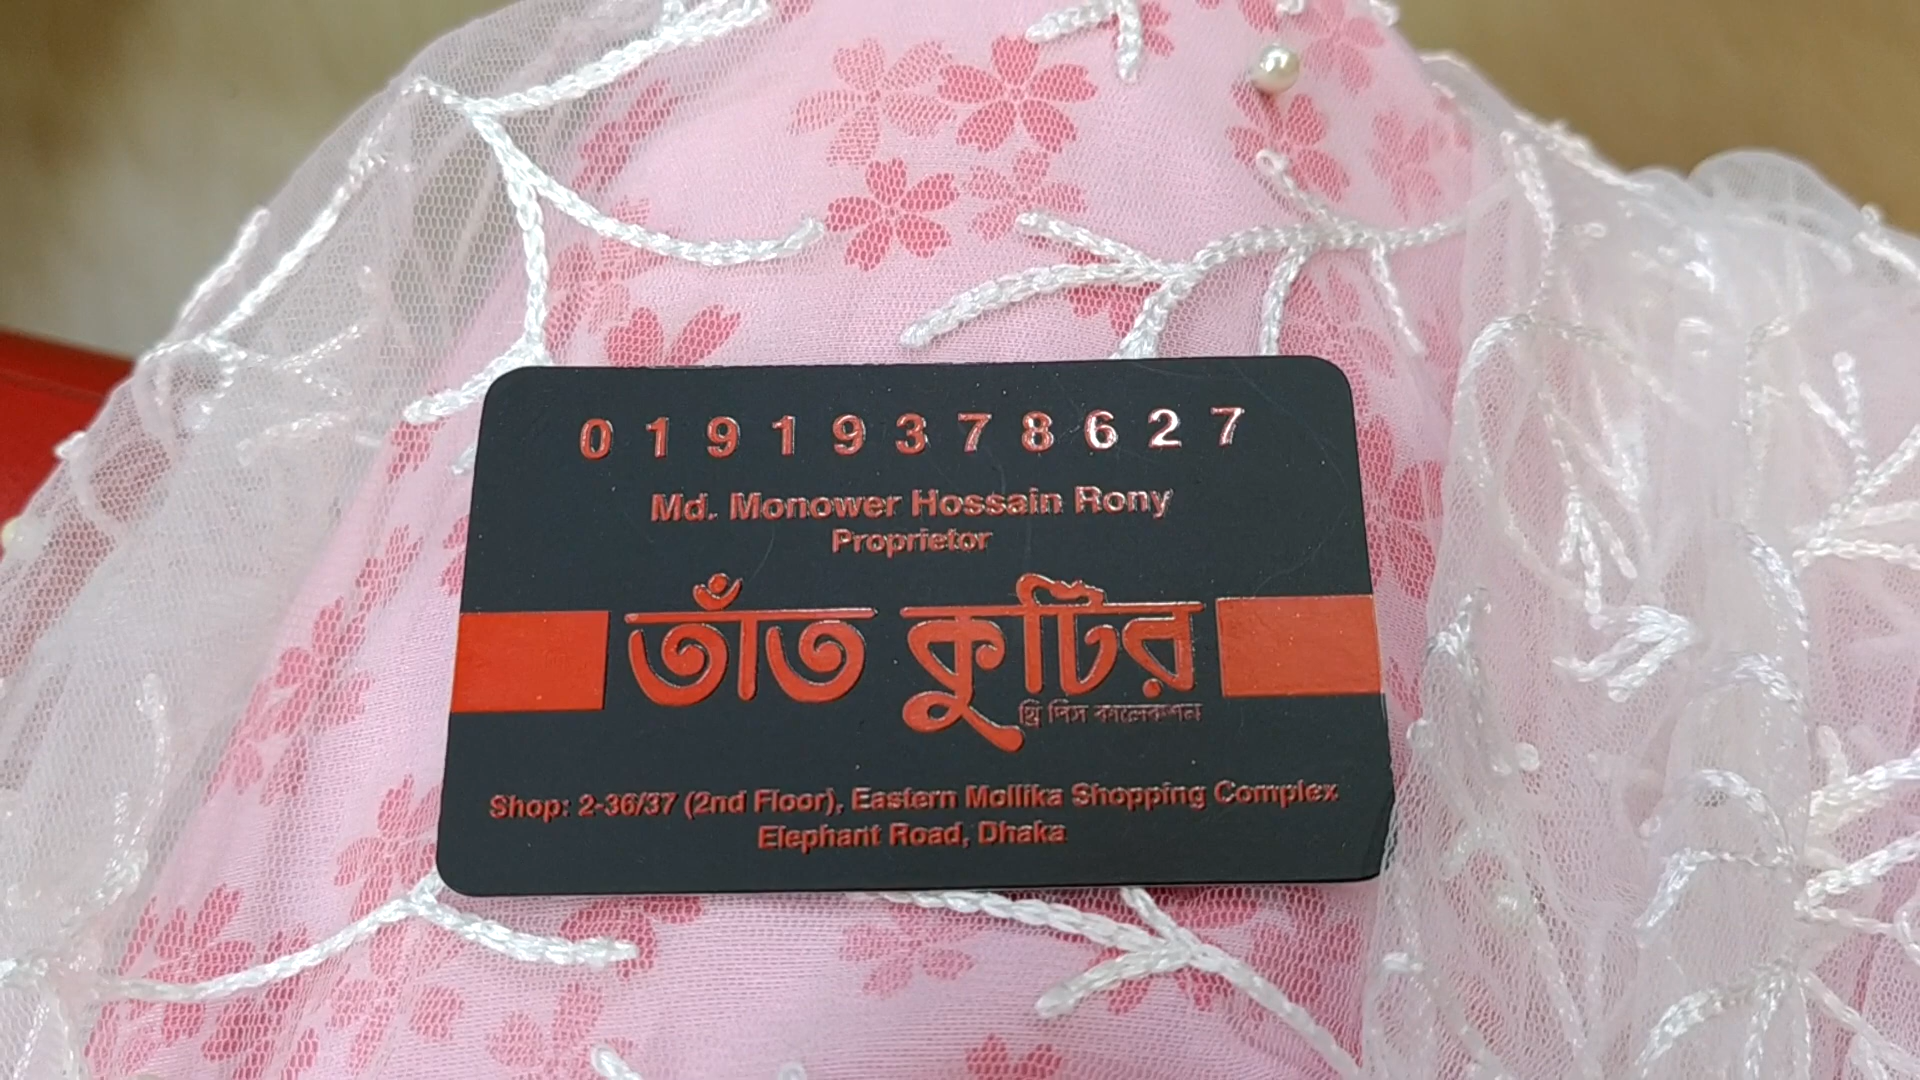 01919378627
Md. Monower Hossain Rony
Proprietor
তাঁত কুটির
থ্রি পিস কালেকশন
Shop: 2-36/37 (2nd Floor), Eastern Mollika Shopping Complex
Elephant Road, Dhaka